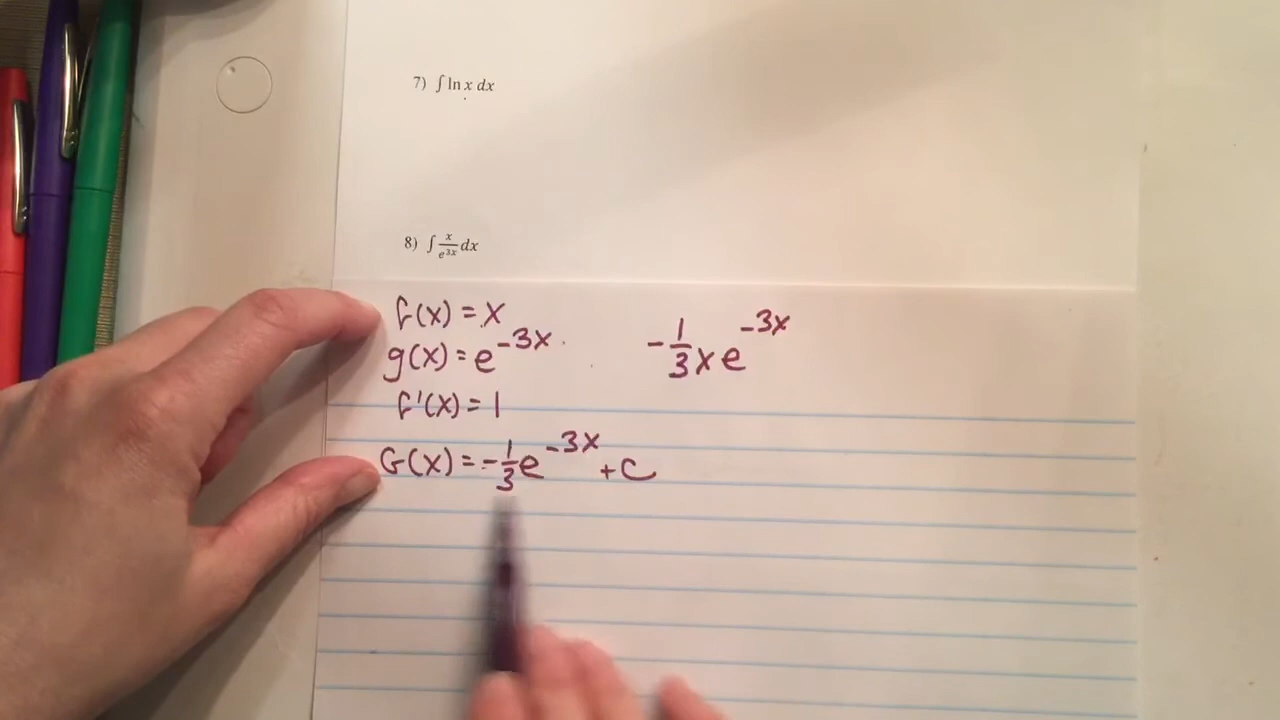 7) ∫ ln x dx
8) ∫ x/e^{3x} dx
f(x) = x
g(x) = e^{-3x}
-1/3 x e^{-3x}
f'(x) = 1
G(x) = -1/3 e^{-3x} + C